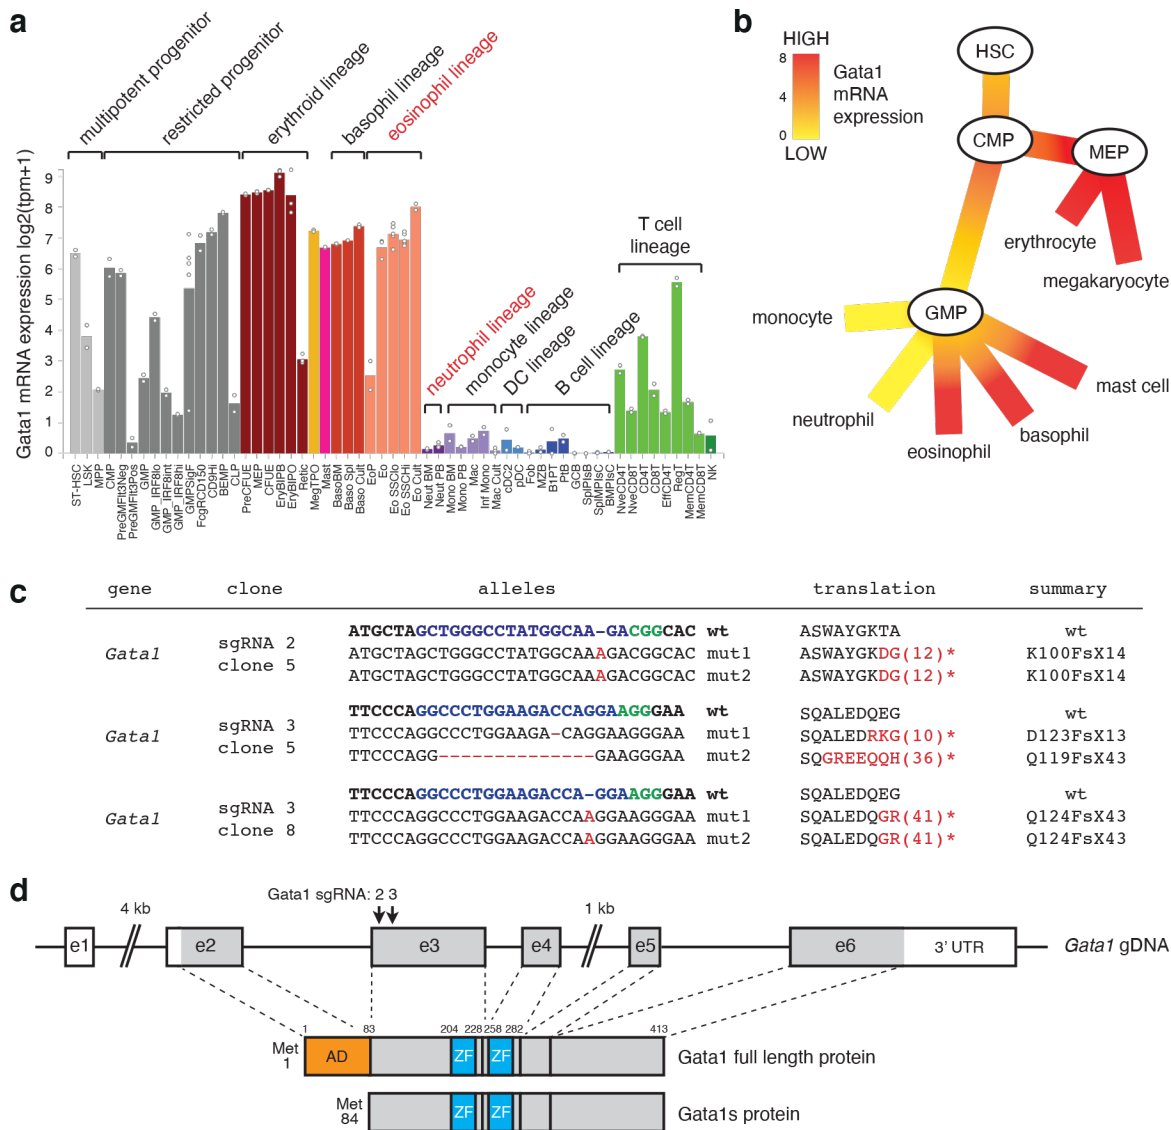 a
multipotent progenitor
restricted progenitor
erythroid lineage
basophil lineage
eosinophil lineage
neutrophil lineage
monocyte lineage
DC lineage
B cell lineage
T cell
lineage
Gata1 mRNA expression log2(tpm+1)
9
8
7
6
5
4
3
2
1
0
ST-HSC
LSK
MPP
CMP
PreGMFlt3Neg
PreGMFlt3Pos
GMP
GMP_IRF8lo
GMP_IRF8int
GMP_IRF8hi
GMPSigF
FcgRCD150
CD9Hi
BEMP
CLP
PreCFUE
MEP
CFUE
EryBlPB
EryBlPO
Retic
MegTPO
Mast
BasoBM
Baso Spl
Baso Cult
EoP
Eo
Eo SSCIo
Eo SSCHi
Eo Cult
Neut BM
Neut PB
Mono BM
Mono PB
Mac
Inf Mono
Mac Cult
cDC2
pDC
Fob
MZB
B1PT
PtB
GCB
SplPlsB
SplMPlsC
BMPlsC
NveCD4T
NveCD8T
CD4T
CD8T
EffCD4T
RegT
MemCD4T
MemCD8T
NK
b
HIGH
8
4
0
LOW
Gata1
mRNA
expression
HSC
CMP
MEP
erythrocyte
megakaryocyte
GMP
monocyte
neutrophil
eosinophil
basophil
mast cell
c
gene clone alleles translation summary
ATGCTAGCTGGGCCTATGGCAA-GACGGCAC wt ASWAYGKTA wt
Gata1 sgRNA 2 clone 5
ATGCTAGCTGGGCCTATGGCAAAGACGGCAC mut1 ASWAYGKDG(12)* K100FsX14
ATGCTAGCTGGGCCTATGGCAAAGACGGCAC mut2 ASWAYGKDG(12)* K100FsX14
TTCCCAGGCCCTGGAAGACCAGGAAGGGAA wt SQALEDQEG wt
Gata1 sgRNA 3 clone 5
TTCCCAGGCCCTGGAAGA-CAGGAAGGGAA mut1 SQALEDRKG(10)* D123FsX13
TTCCCAGG--------------GAAGGGAA mut2 SQGREEQQH(36)* Q119FsX43
TTCCCAGGCCCTGGAAGACCA-GGAAGGGAA wt SQALEDQEG wt
Gata1 sgRNA 3 clone 8
TTCCCAGGCCCTGGAAGACCAAGGAAGGGAA mut1 SQALEDQGR(41)* Q124FsX43
TTCCCAGGCCCTGGAAGACCAAGGAAGGGAA mut2 SQALEDQGR(41)* Q124FsX43
d
Gata1 sgRNA: 2 3
4 kb
1 kb
e1 e2 e3 e4 e5 e6 3' UTR
Gata1 gDNA
1 83 204 228 258 282 413
Met
1
AD ZF ZF
Gata1 full length protein
Met
84
ZF ZF
Gata1s protein